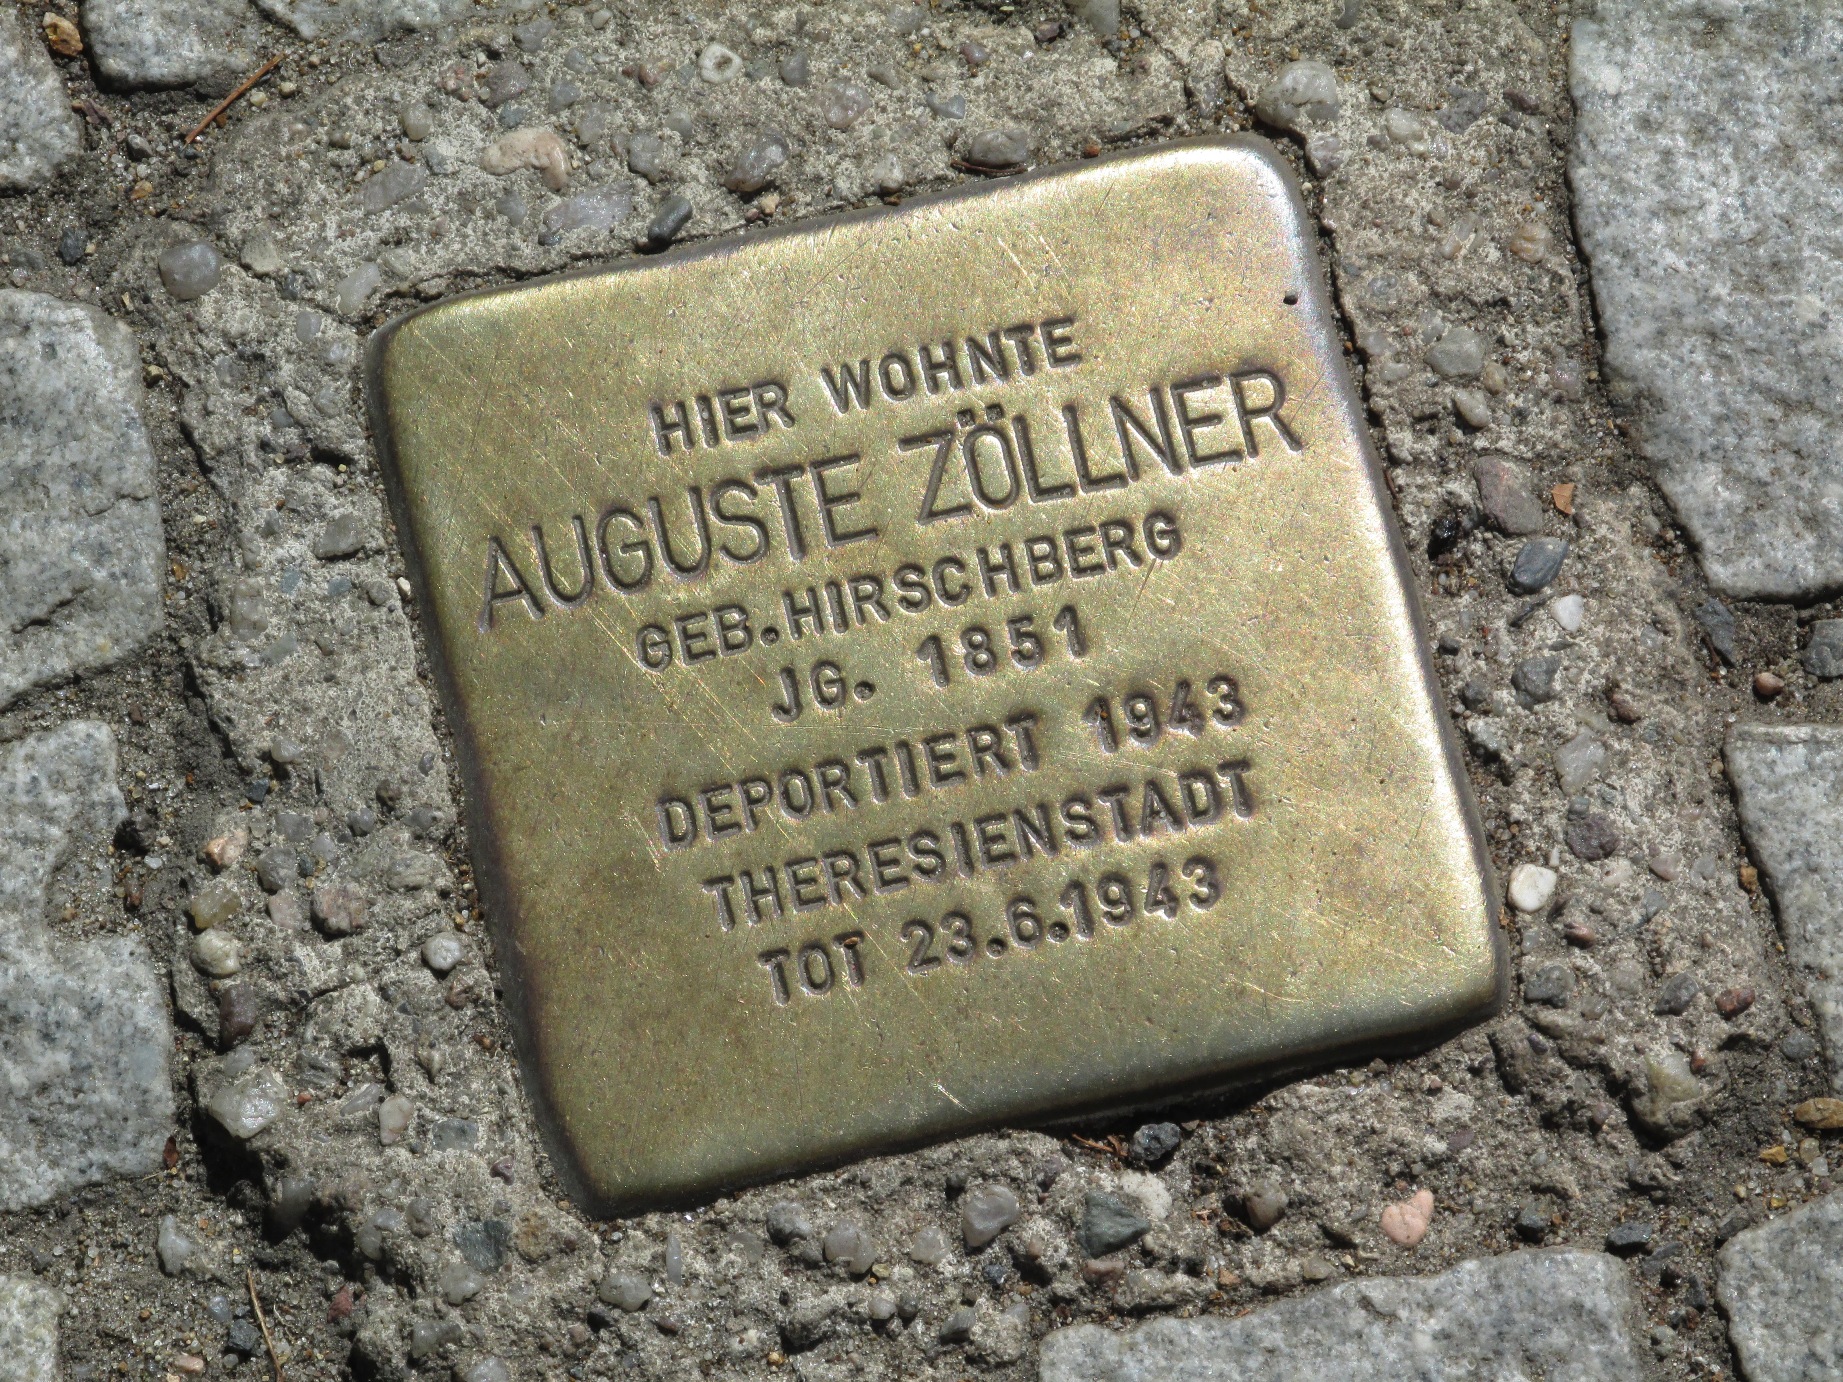 HIER WOHNTE
AUGUSTE ZÖLLNER
GEB.HIRSCHBERG
JG. 1851
DEPORTIERT 1943
THERESIENSTADT
TOT 23.6.1943